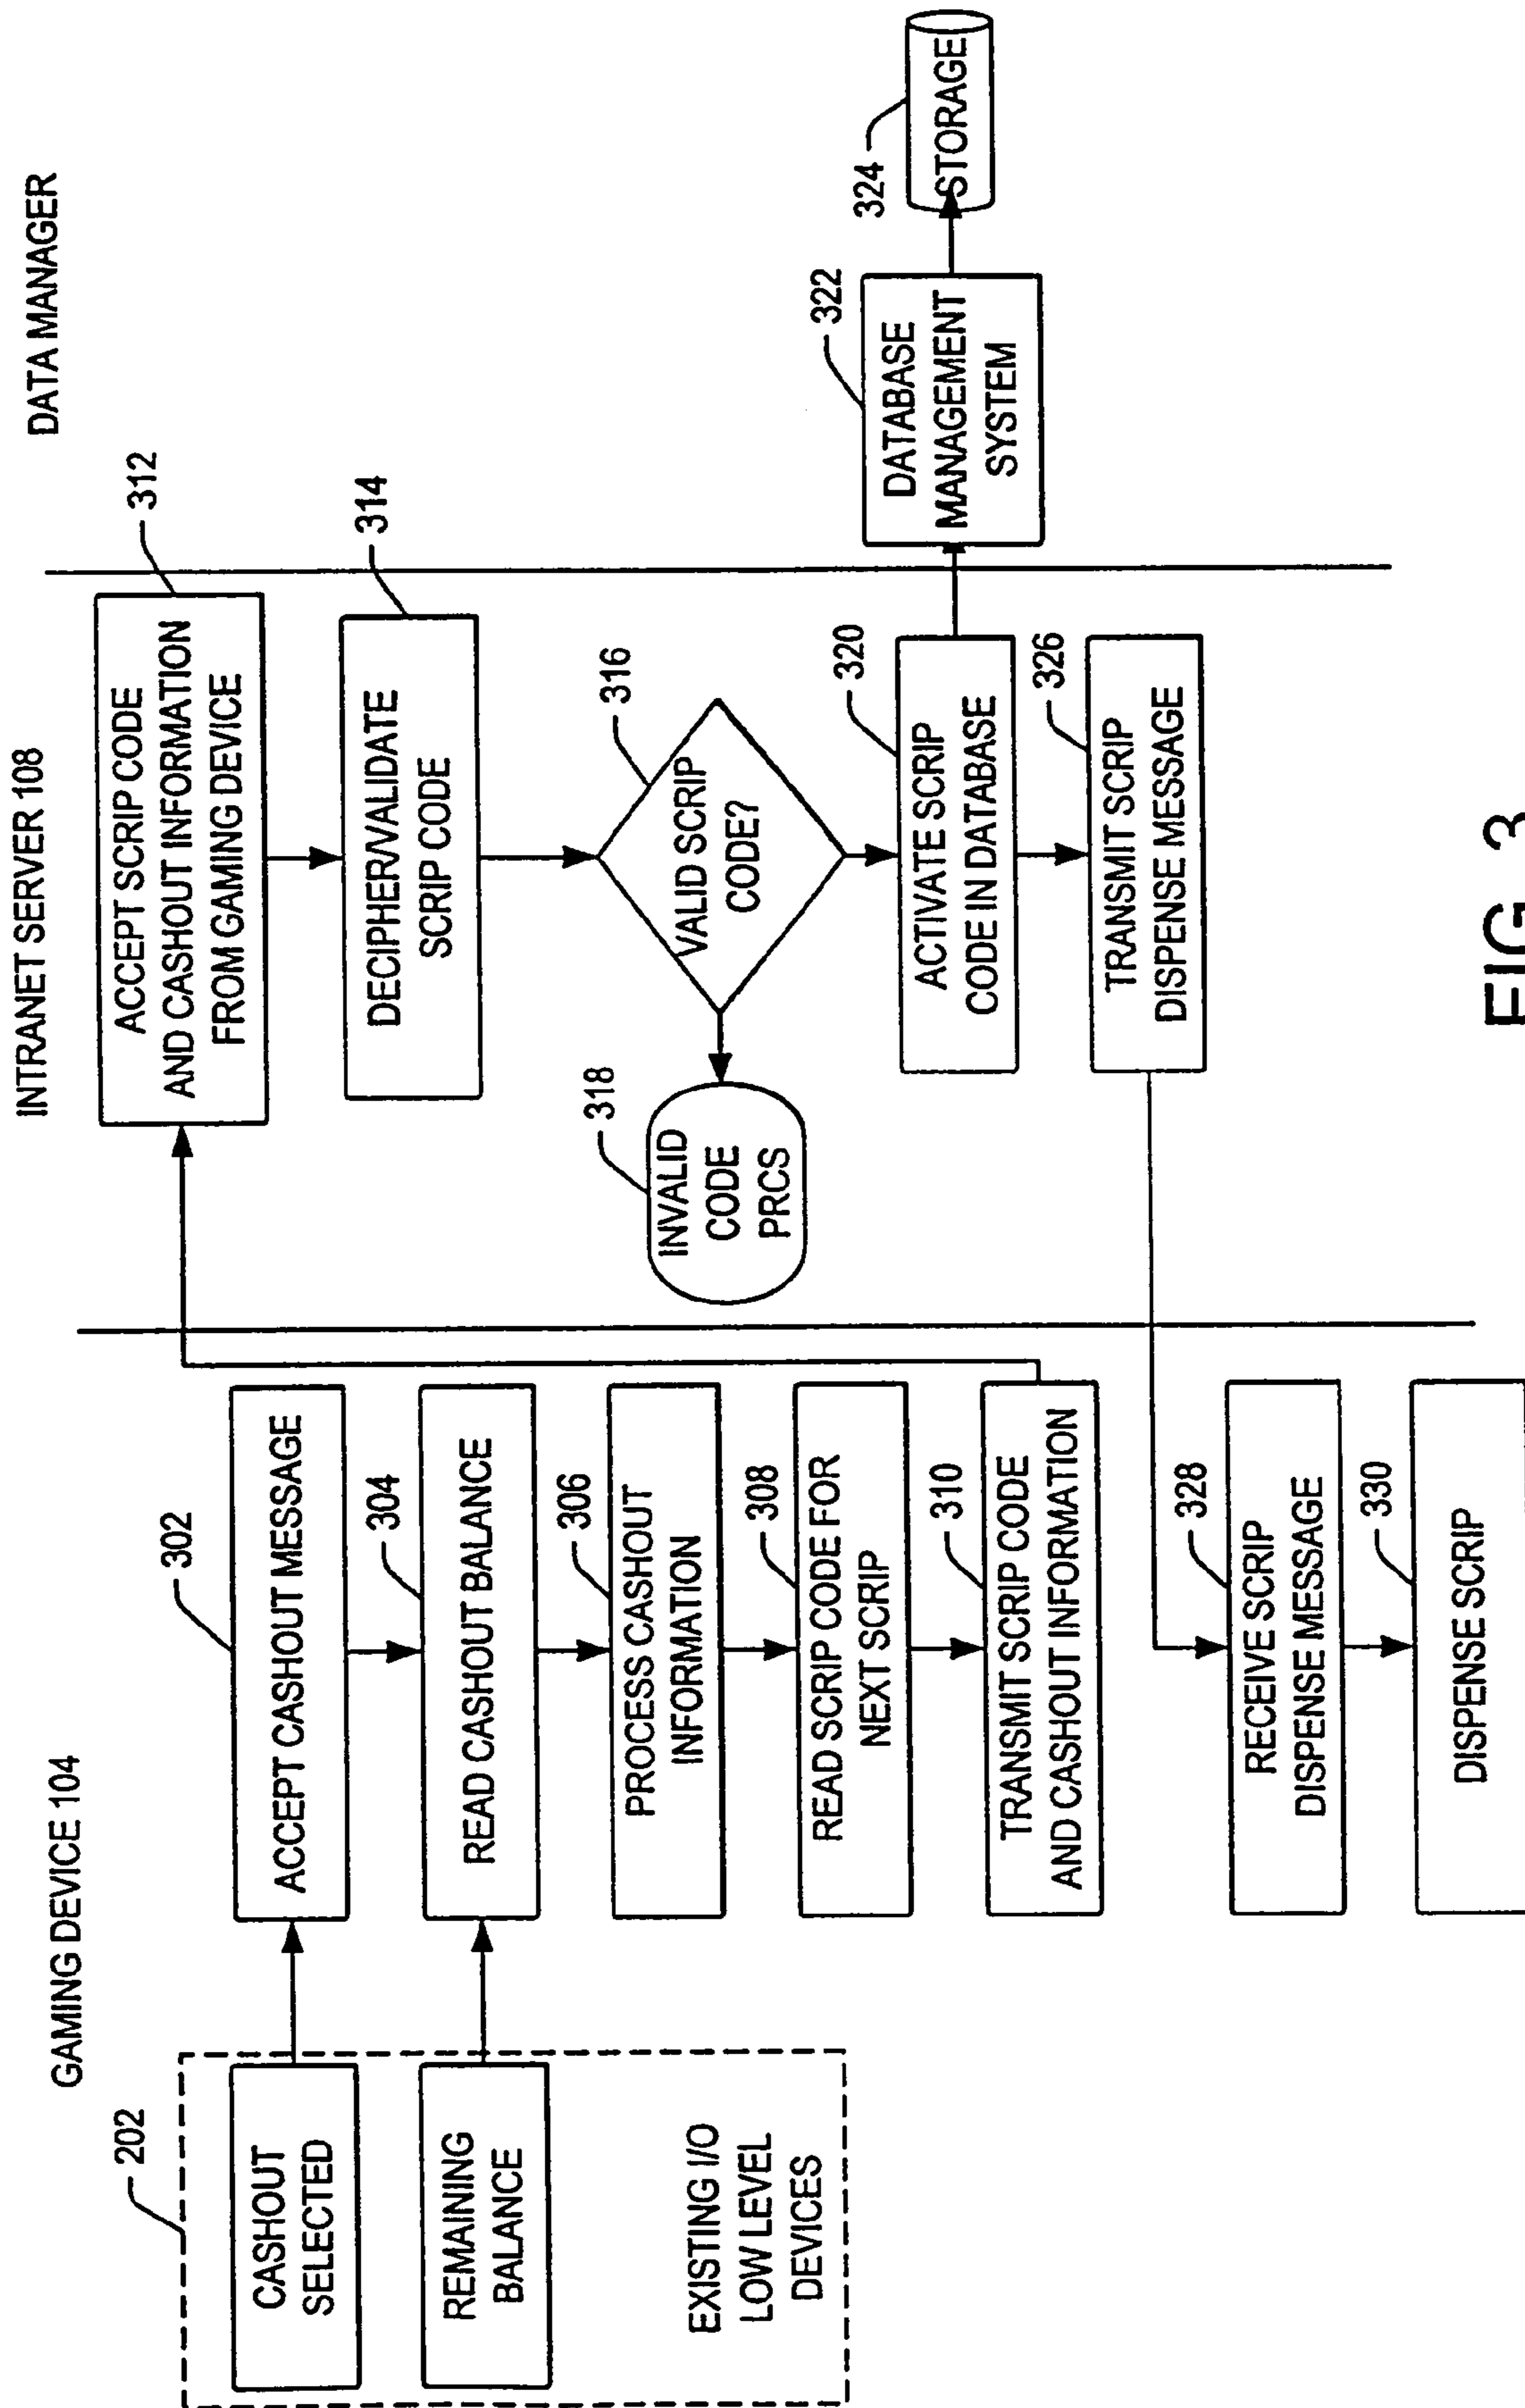 GAMING DEVICE 104
INTRANET SERVER 108
DATA MANAGER
202
CASHOUT
SELECTED
REMAINING
BALANCE
EXISTING I/O
LOW LEVEL
DEVICES
302
ACCEPT CASHOUT MESSAGE
304
READ CASHOUT BALANCE
306
PROCESS CASHOUT
INFORMATION
308
READ SCRIP CODE FOR
NEXT SCRIP
310
TRANSMIT SCRIP CODE
AND CASHOUT INFORMATION
328
RECEIVE SCRIP
DISPENSE MESSAGE
330
DISPENSE SCRIP
312
ACCEPT SCRIP CODE
AND CASHOUT INFORMATION
FROM GAMING DEVICE
314
DECIPHER/VALIDATE
SCRIP CODE
316
VALID SCRIP
CODE?
318
INVALID
CODE
PRCS
320
ACTIVATE SCRIP
CODE IN DATABASE
326
TRANSMIT SCRIP
DISPENSE MESSAGE
322
DATABASE
MANAGEMENT
SYSTEM
324
STORAGE
FIG. 3